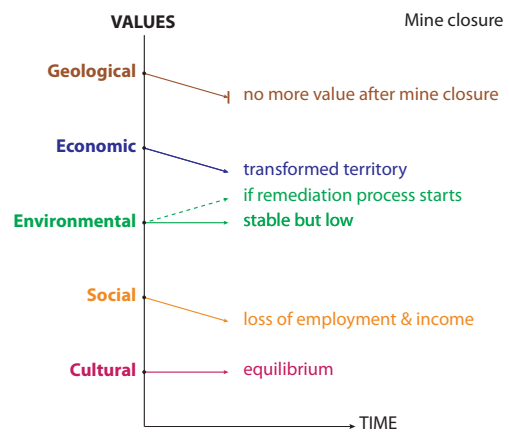 VALUES
Mine closure
Geological
no more value after mine closure
Economic
transformed territory
if remediation process starts
Environmental
stable but low
Social
loss of employment & income
Cultural
equilibrium
TIME